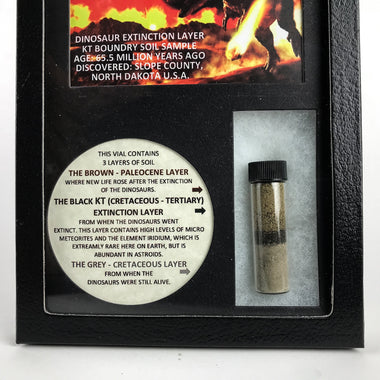 DINOSAUR EXTINCTION LAYER
KT BOUNDRY SOIL SAMPLE
AGE: 65.5 MILLION YEARS AGO
DISCOVERED: SLOPE COUNTY,
NORTH DAKOTA U.S.A.
THIS VIAL CONTAINS
3 LAYERS OF SOIL
THE BROWN - PALEOCENE LAYER
WHERE NEW LIFE ROSE AFTER THE EXTINCTION
OF THE DINOSAURS.
THE BLACK KT (CRETACEOUS - TERTIARY)
EXTINCTION LAYER
FROM WHEN THE DINOSAURS WENT
EXTINCT. THIS LAYER CONTAINS HIGH LEVELS OF MICRO
METEORITES AND THE ELEMENT IRIDIUM, WHICH IS
EXTREAMLY RARE HERE ON EARTH, BUT IS
ABUNDANT IN ASTROIDS.
THE GREY - CRETACEOUS LAYER
FROM WHEN THE
DINOSAURS WERE STILL ALIVE.